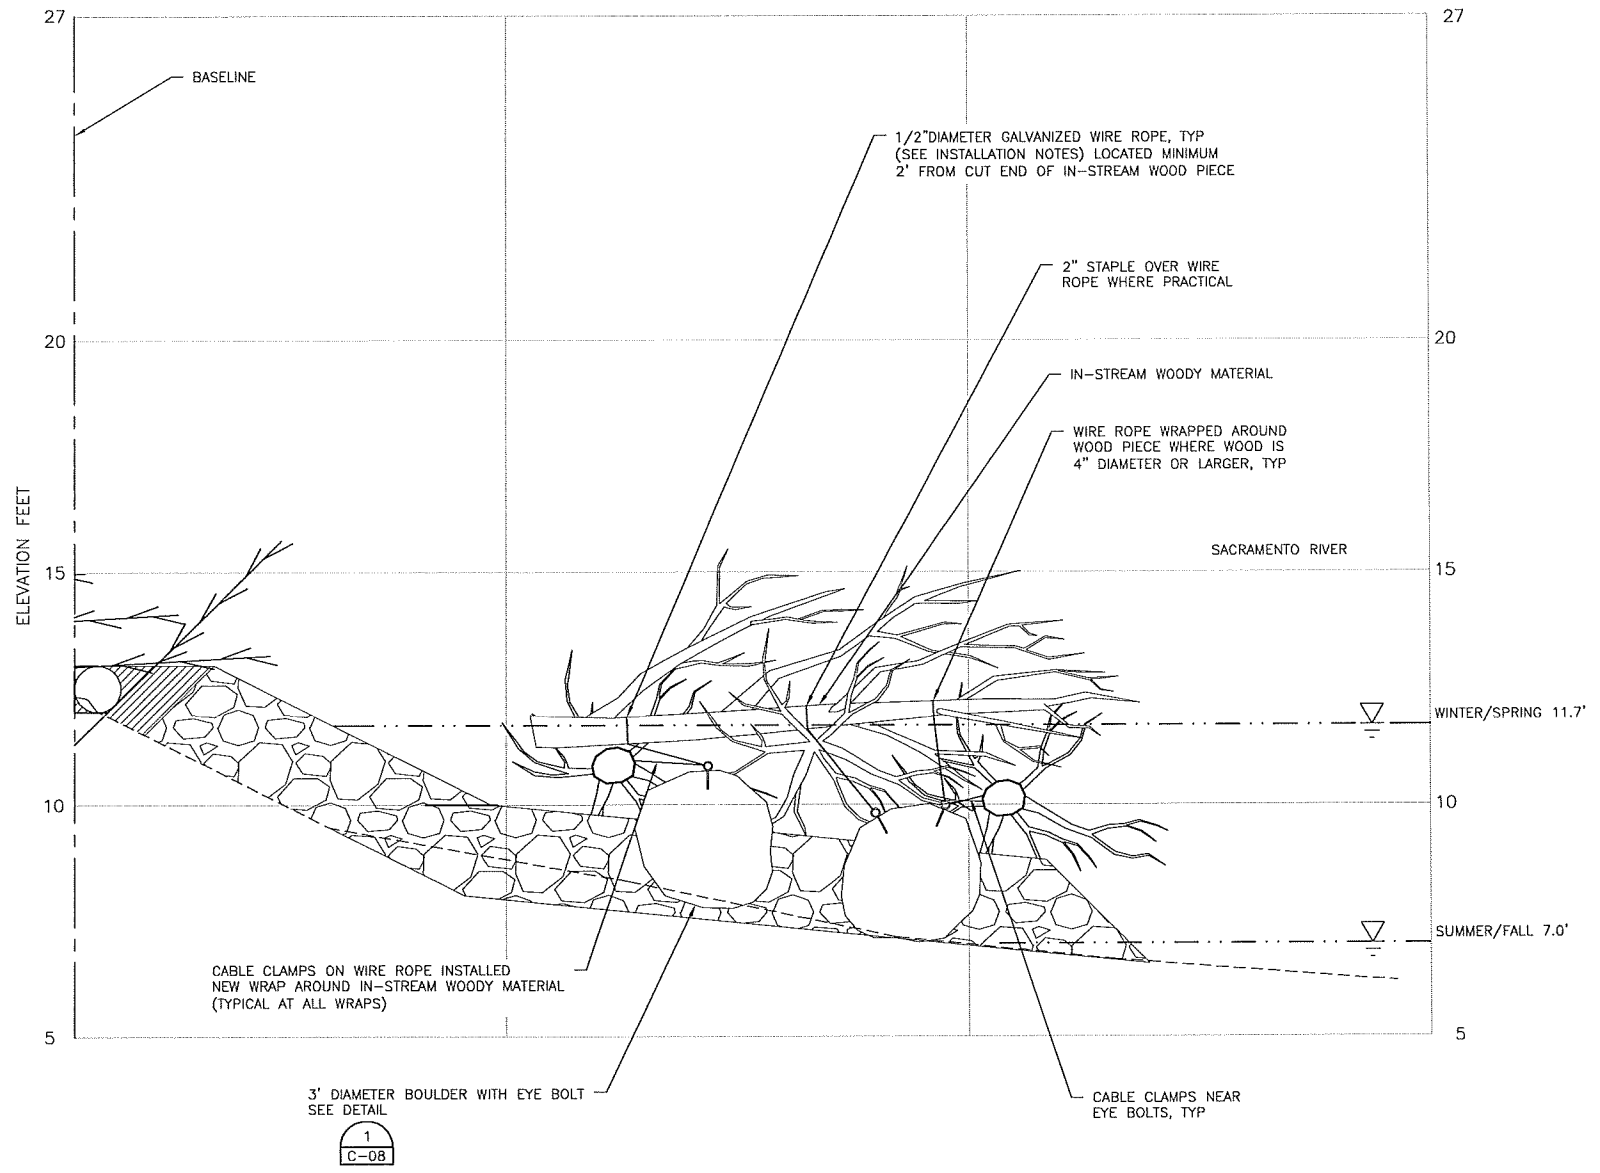 27
27
BASELINE
1/2"DIAMETER GALVANIZED WIRE ROPE, TYP
(SEE INSTALLATION NOTES) LOCATED MINIMUM
2' FROM CUT END OF IN-STREAM WOOD PIECE
2" STAPLE OVER WIRE
ROPE WHERE PRACTICAL
20
20
IN-STREAM WOODY MATERIAL
WIRE ROPE WRAPPED AROUND
WOOD PIECE WHERE WOOD IS
4" DIAMETER OR LARGER, TYP
ELEVATION FEET
SACRAMENTO RIVER
15
15
WINTER/SPRING 11.7'
10
10
SUMMER/FALL 7.0'
CABLE CLAMPS ON WIRE ROPE INSTALLED
NEW WRAP AROUND IN-STREAM WOODY MATERIAL
(TYPICAL AT ALL WRAPS)
5
5
3' DIAMETER BOULDER WITH EYE BOLT
SEE DETAIL
1
C-08
CABLE CLAMPS NEAR
EYE BOLTS, TYP